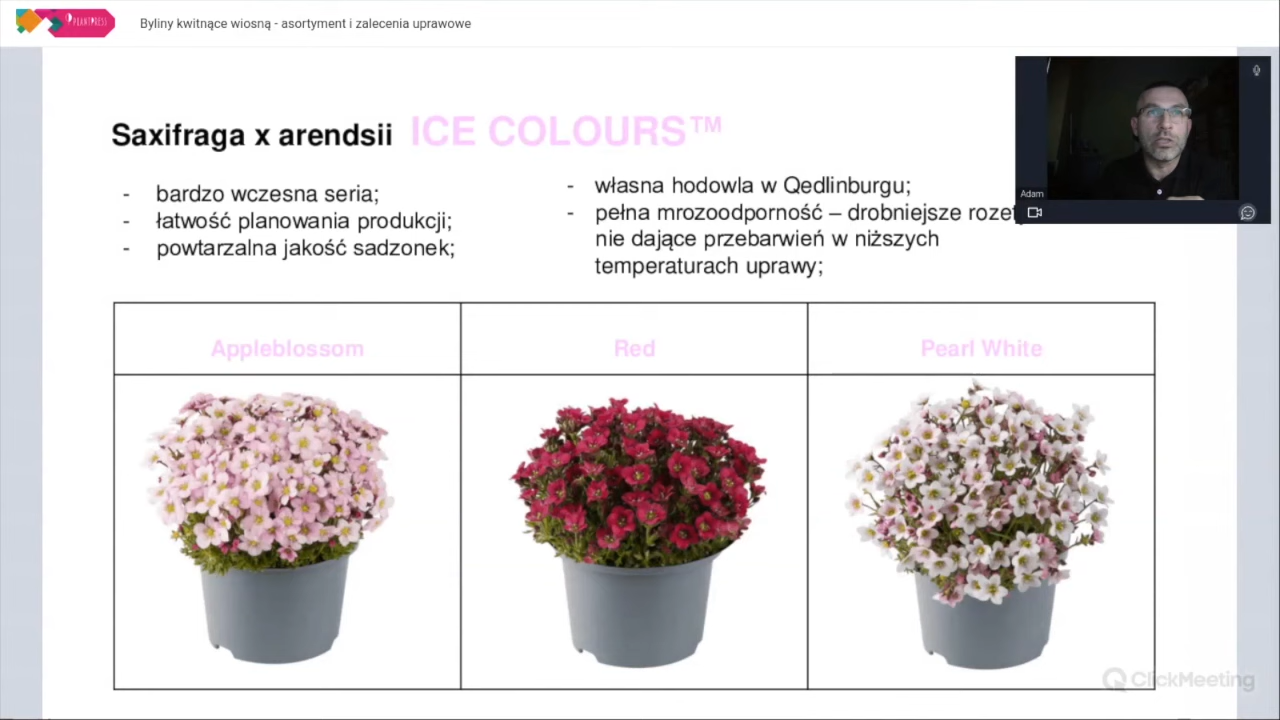 PLANTPRESS
Byliny kwitnące wiosną - asortyment i zalecenia uprawowe
Saxifraga x arendsii ICE COLOURS™
- bardzo wczesna seria;
- łatwość planowania produkcji;
- powtarzalna jakość sadzonek;
- własna hodowla w Qedlinburgu;
- pełna mrozoodporność – drobniejsze
nie dające przebarwień w niższych
temperaturach uprawy;
Adam
Appleblossom
Red
Pearl White
ClickMeeting